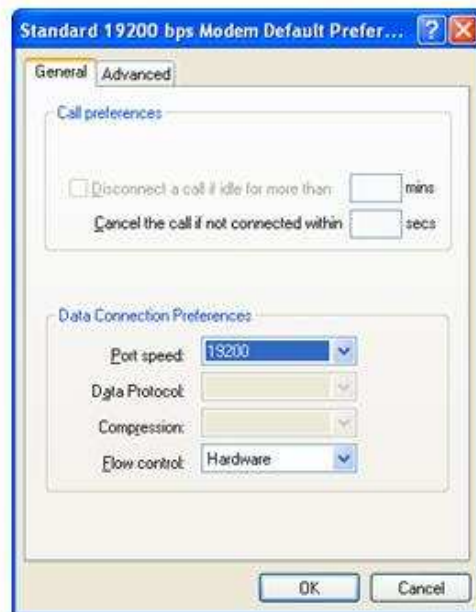 Standard 19200 bps Modem Default Prefer...
General Advanced
Call preferences
Disconnect a call if idle for more than mins
Cancel the call if not connected within secs
Data Connection Preferences
Port speed: 19200
Data Protocol:
Compression:
Flow control: Hardware
OK Cancel